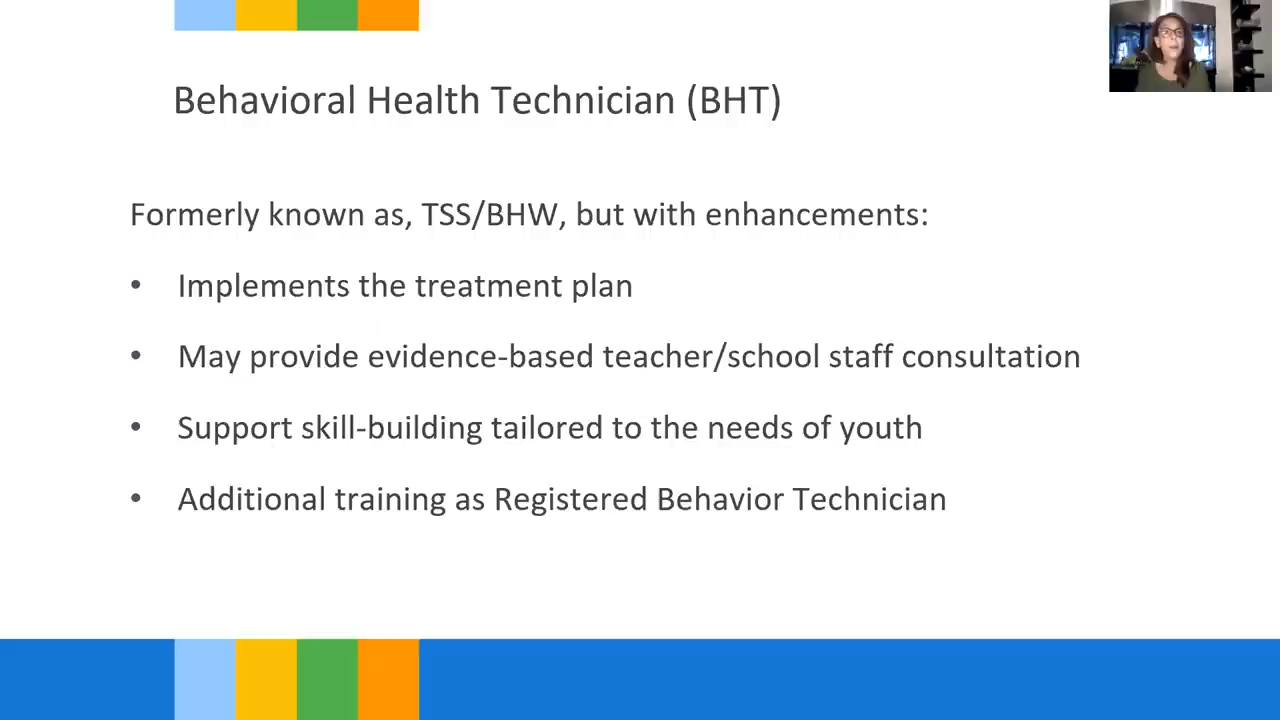 Behavioral Health Technician (BHT)
Formerly known as, TSS/BHW, but with enhancements:
• Implements the treatment plan
• May provide evidence-based teacher/school staff consultation
• Support skill-building tailored to the needs of youth
• Additional training as Registered Behavior Technician